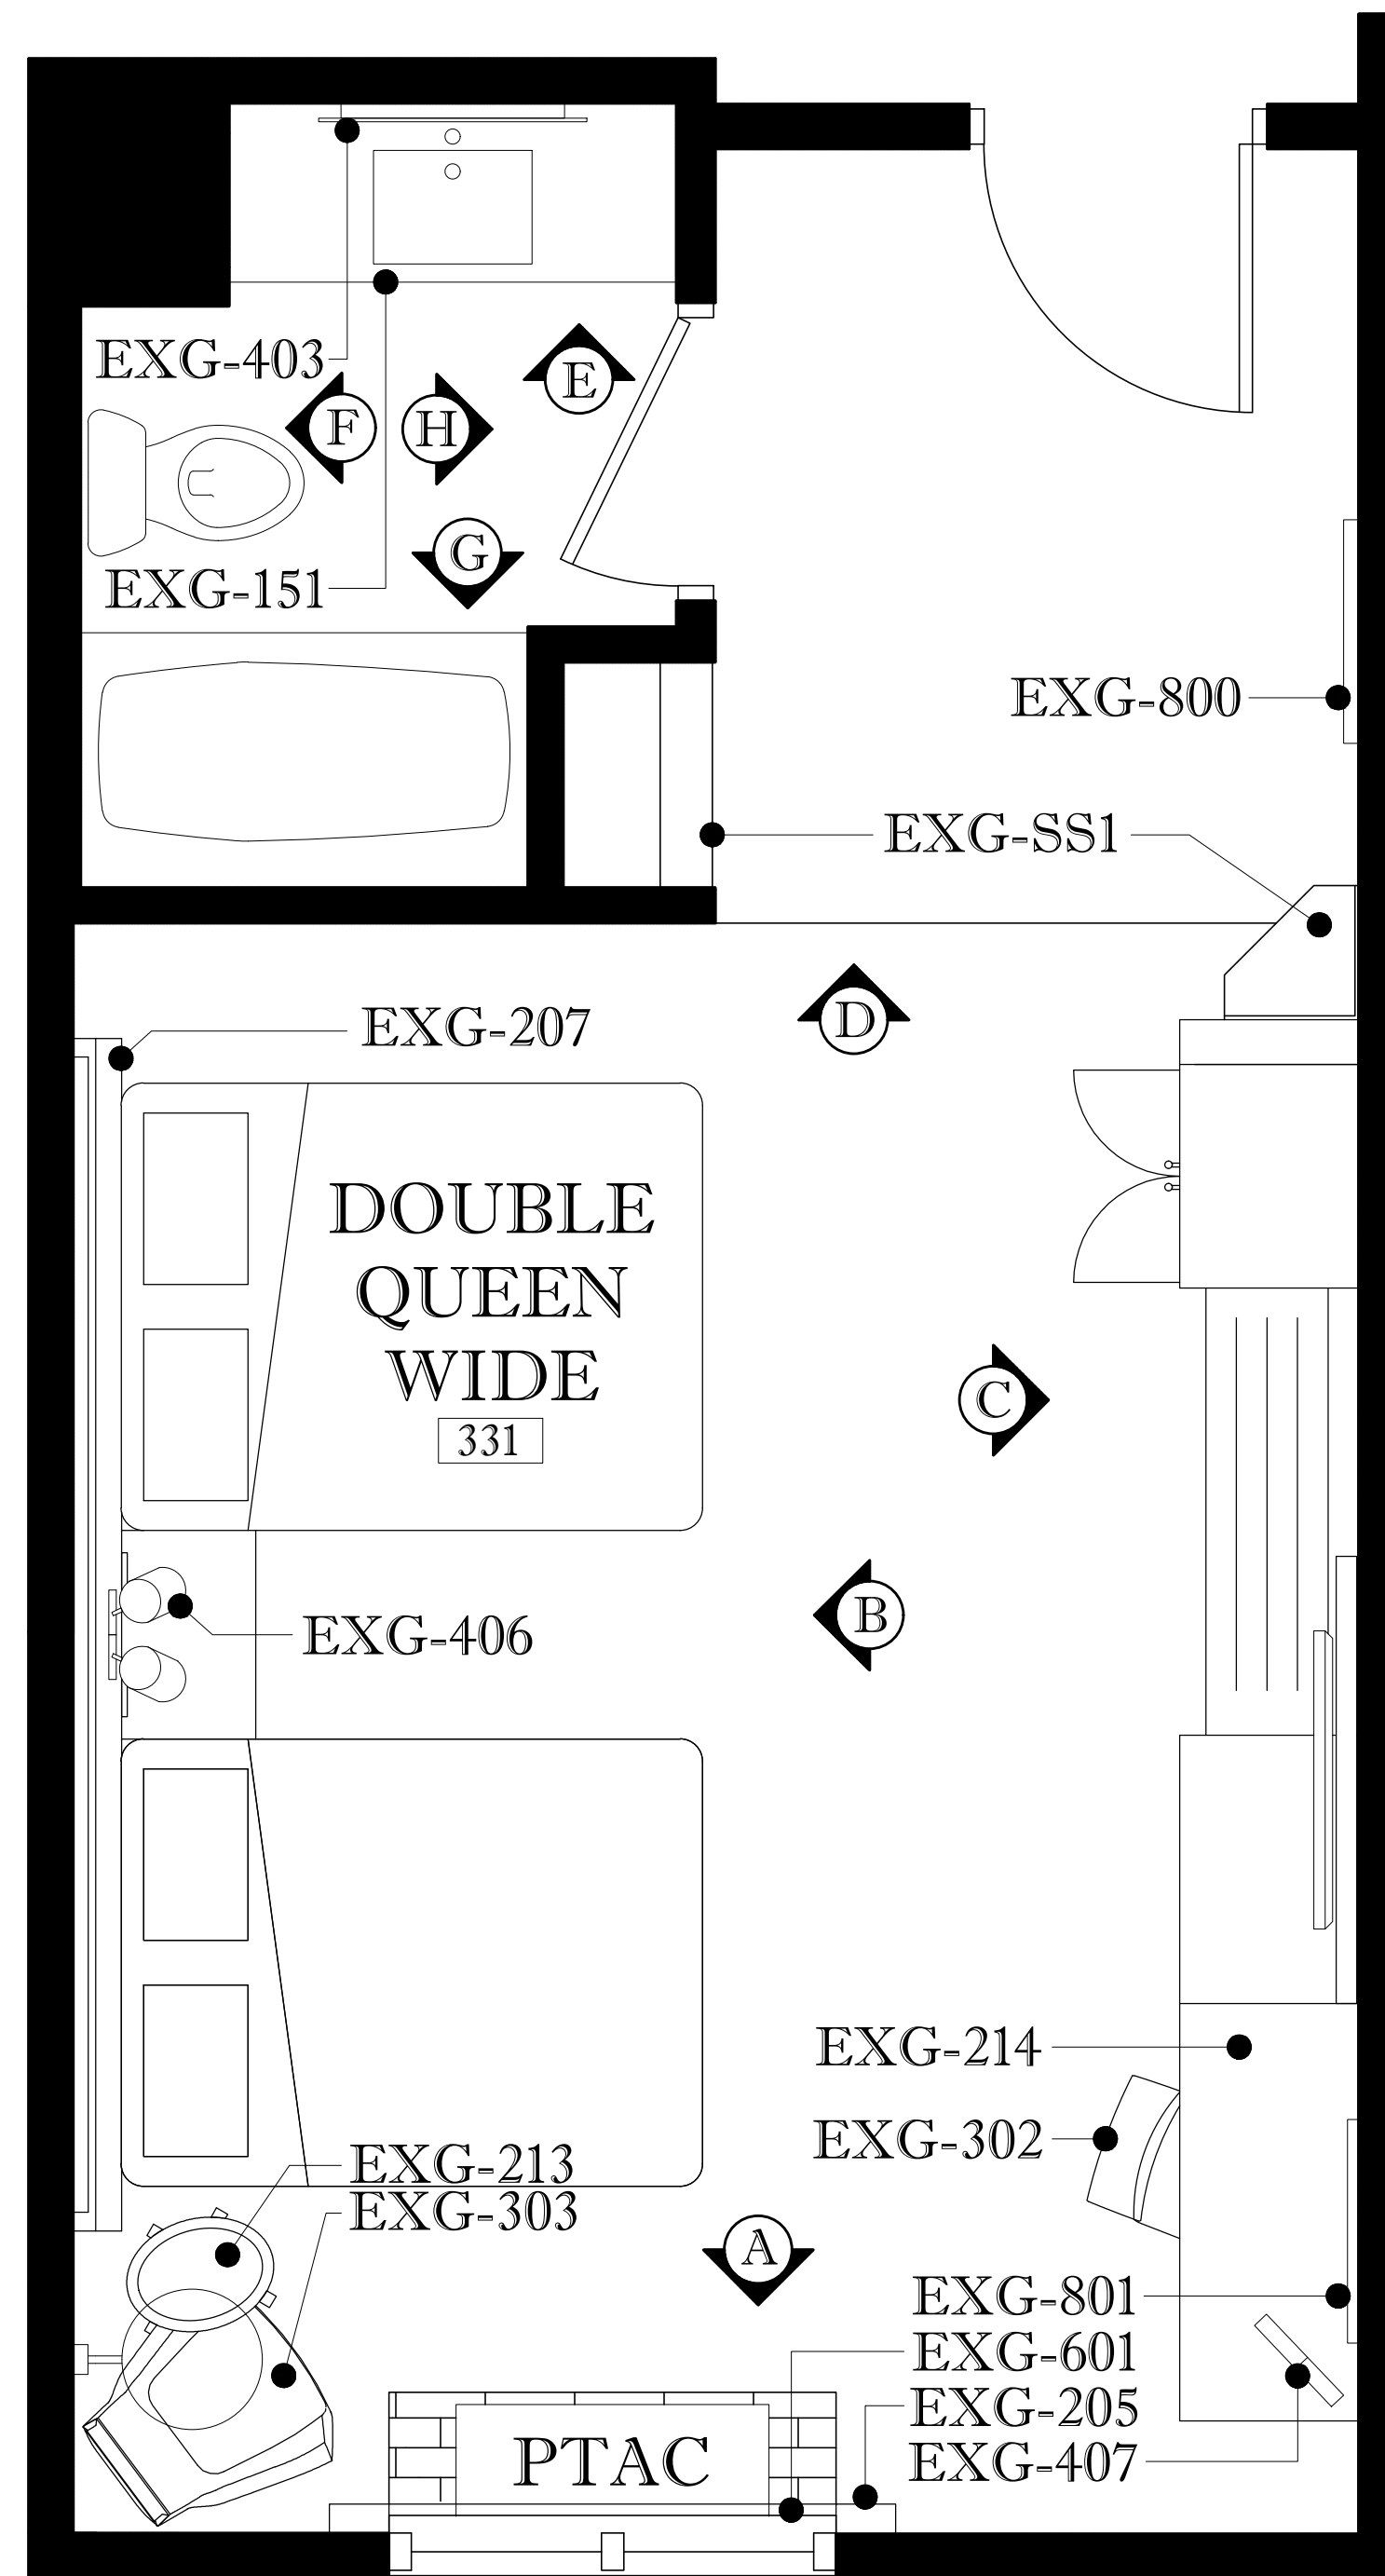 EXG-403
E
F
H
G
EXG-151
EXG-800
EXG-SS1
D
EXG-207
DOUBLE
QUEEN
WIDE
331
C
B
EXG-406
EXG-214
EXG-302
EXG-213
EXG-303
A
EXG-801
EXG-601
EXG-205
EXG-407
PTAC